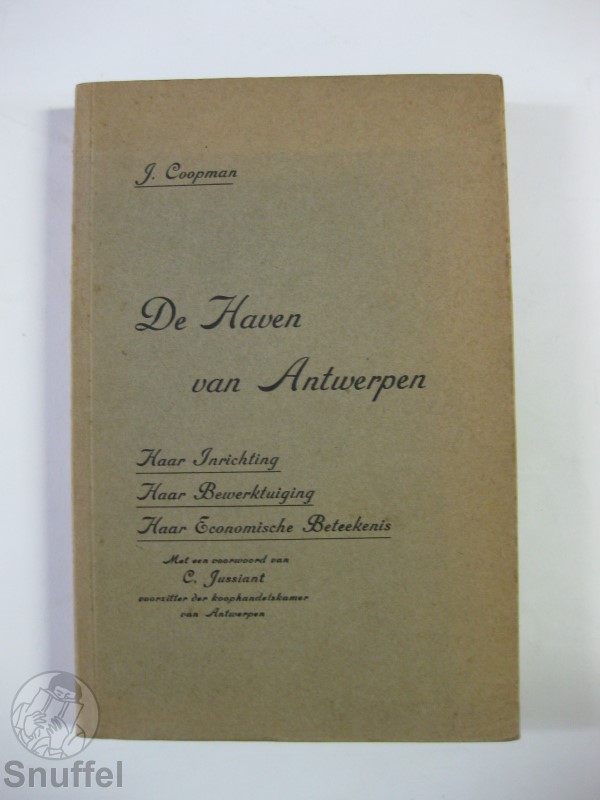 J. Coopman
De Haven
van Antwerpen
Haar Inrichting
Haar Bewerktuiging
Haar Economische Beteekenis
Met een voorwoord van
C. Jussiant
voorzitter der koophandelskamer
van Antwerpen
Snuffel